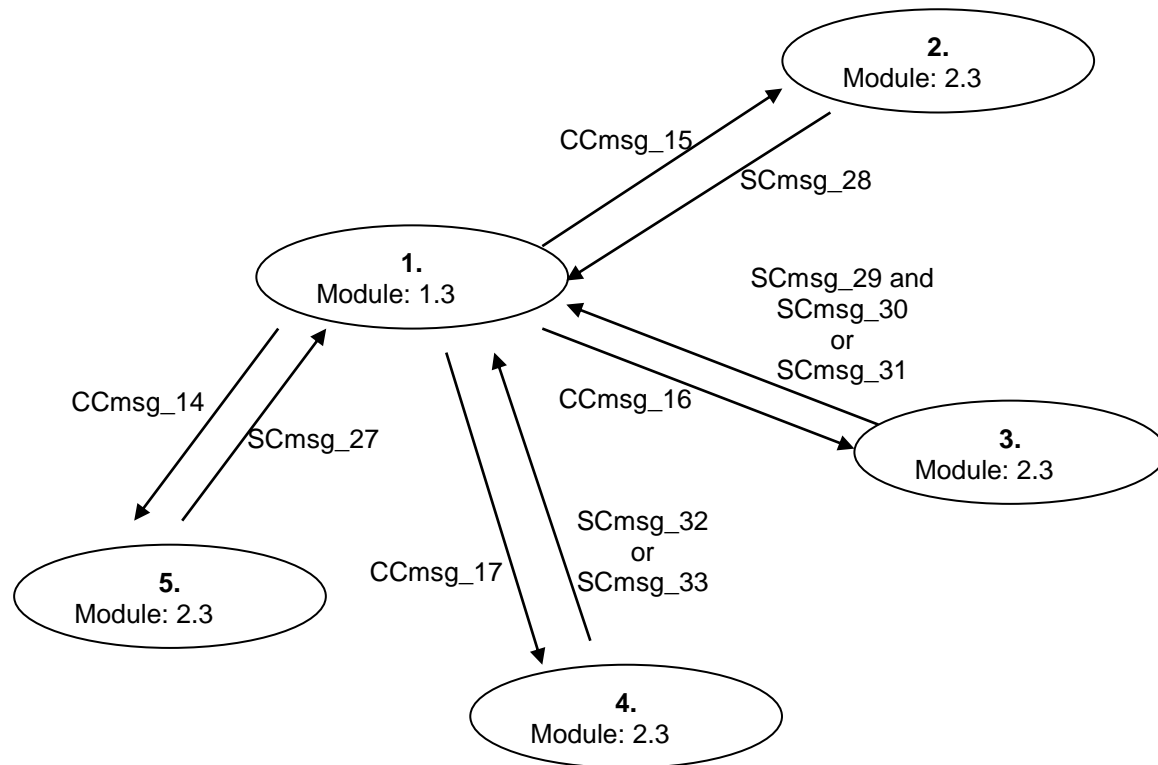 2.
Module: 2.3
CCmsg_15
SCmsg_28
1.
Module: 1.3
SCmsg_29 and
SCmsg_30
or
SCmsg_31
CCmsg_14
CCmsg_16
SCmsg_27
3.
Module: 2.3
SCmsg_32
or
SCmsg_33
CCmsg_17
5.
Module: 2.3
4.
Module: 2.3